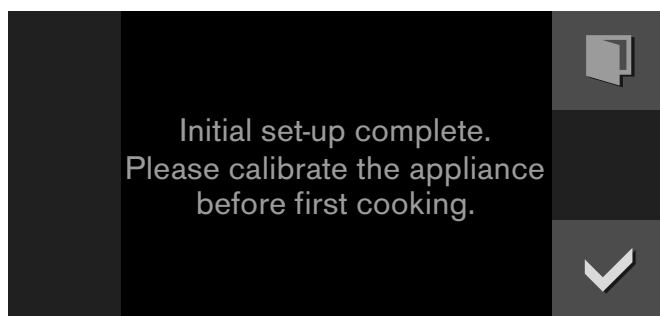 Initial set-up complete.
Please calibrate the appliance
before first cooking.